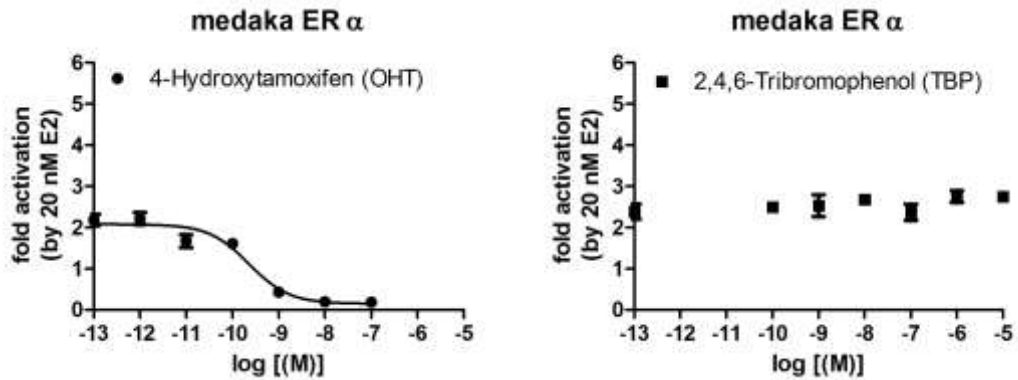 medaka ER α
4-Hydroxytamoxifen (OHT)
fold activation
(by 20 nM E2)
6
5
4
3
2
1
0
-13 -12 -11 -10 -9 -8 -7 -6 -5
log [(M)]
medaka ER α
2,4,6-Tribromophenol (TBP)
fold activation
(by 20 nM E2)
6
5
4
3
2
1
0
-13 -12 -11 -10 -9 -8 -7 -6 -5
log [(M)]